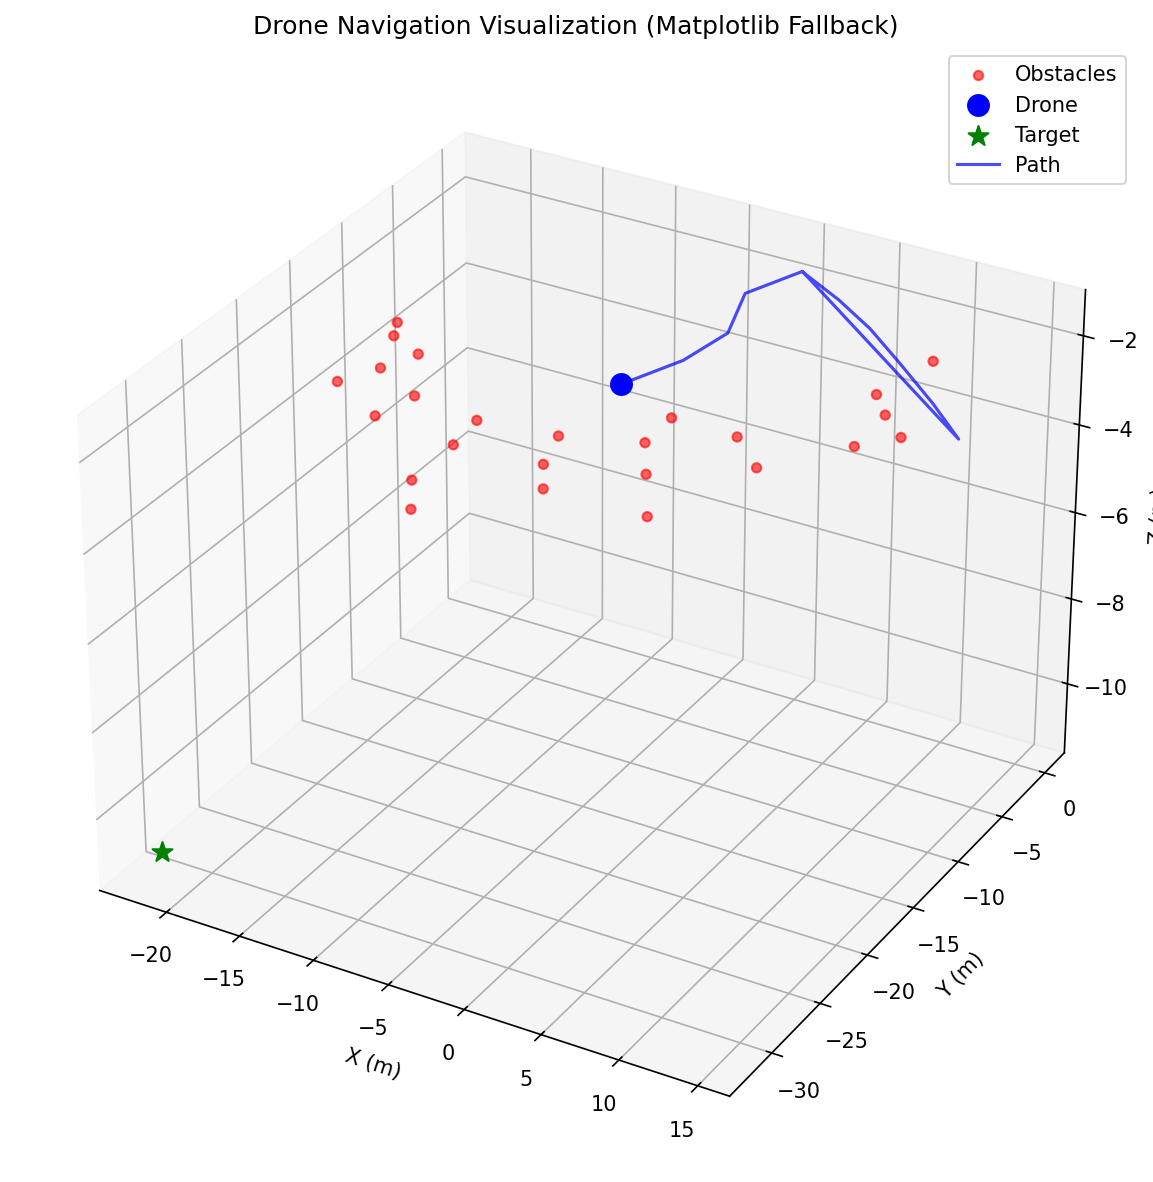 Drone Navigation Visualization (Matplotlib Fallback)
Obstacles
Drone
Target
Path
−2
−4
−6
−8
−10
Z
0
−5
−10
−15
−20
−25
−30
Y (m)
−20
−15
−10
−5
0
5
10
15
X (m)